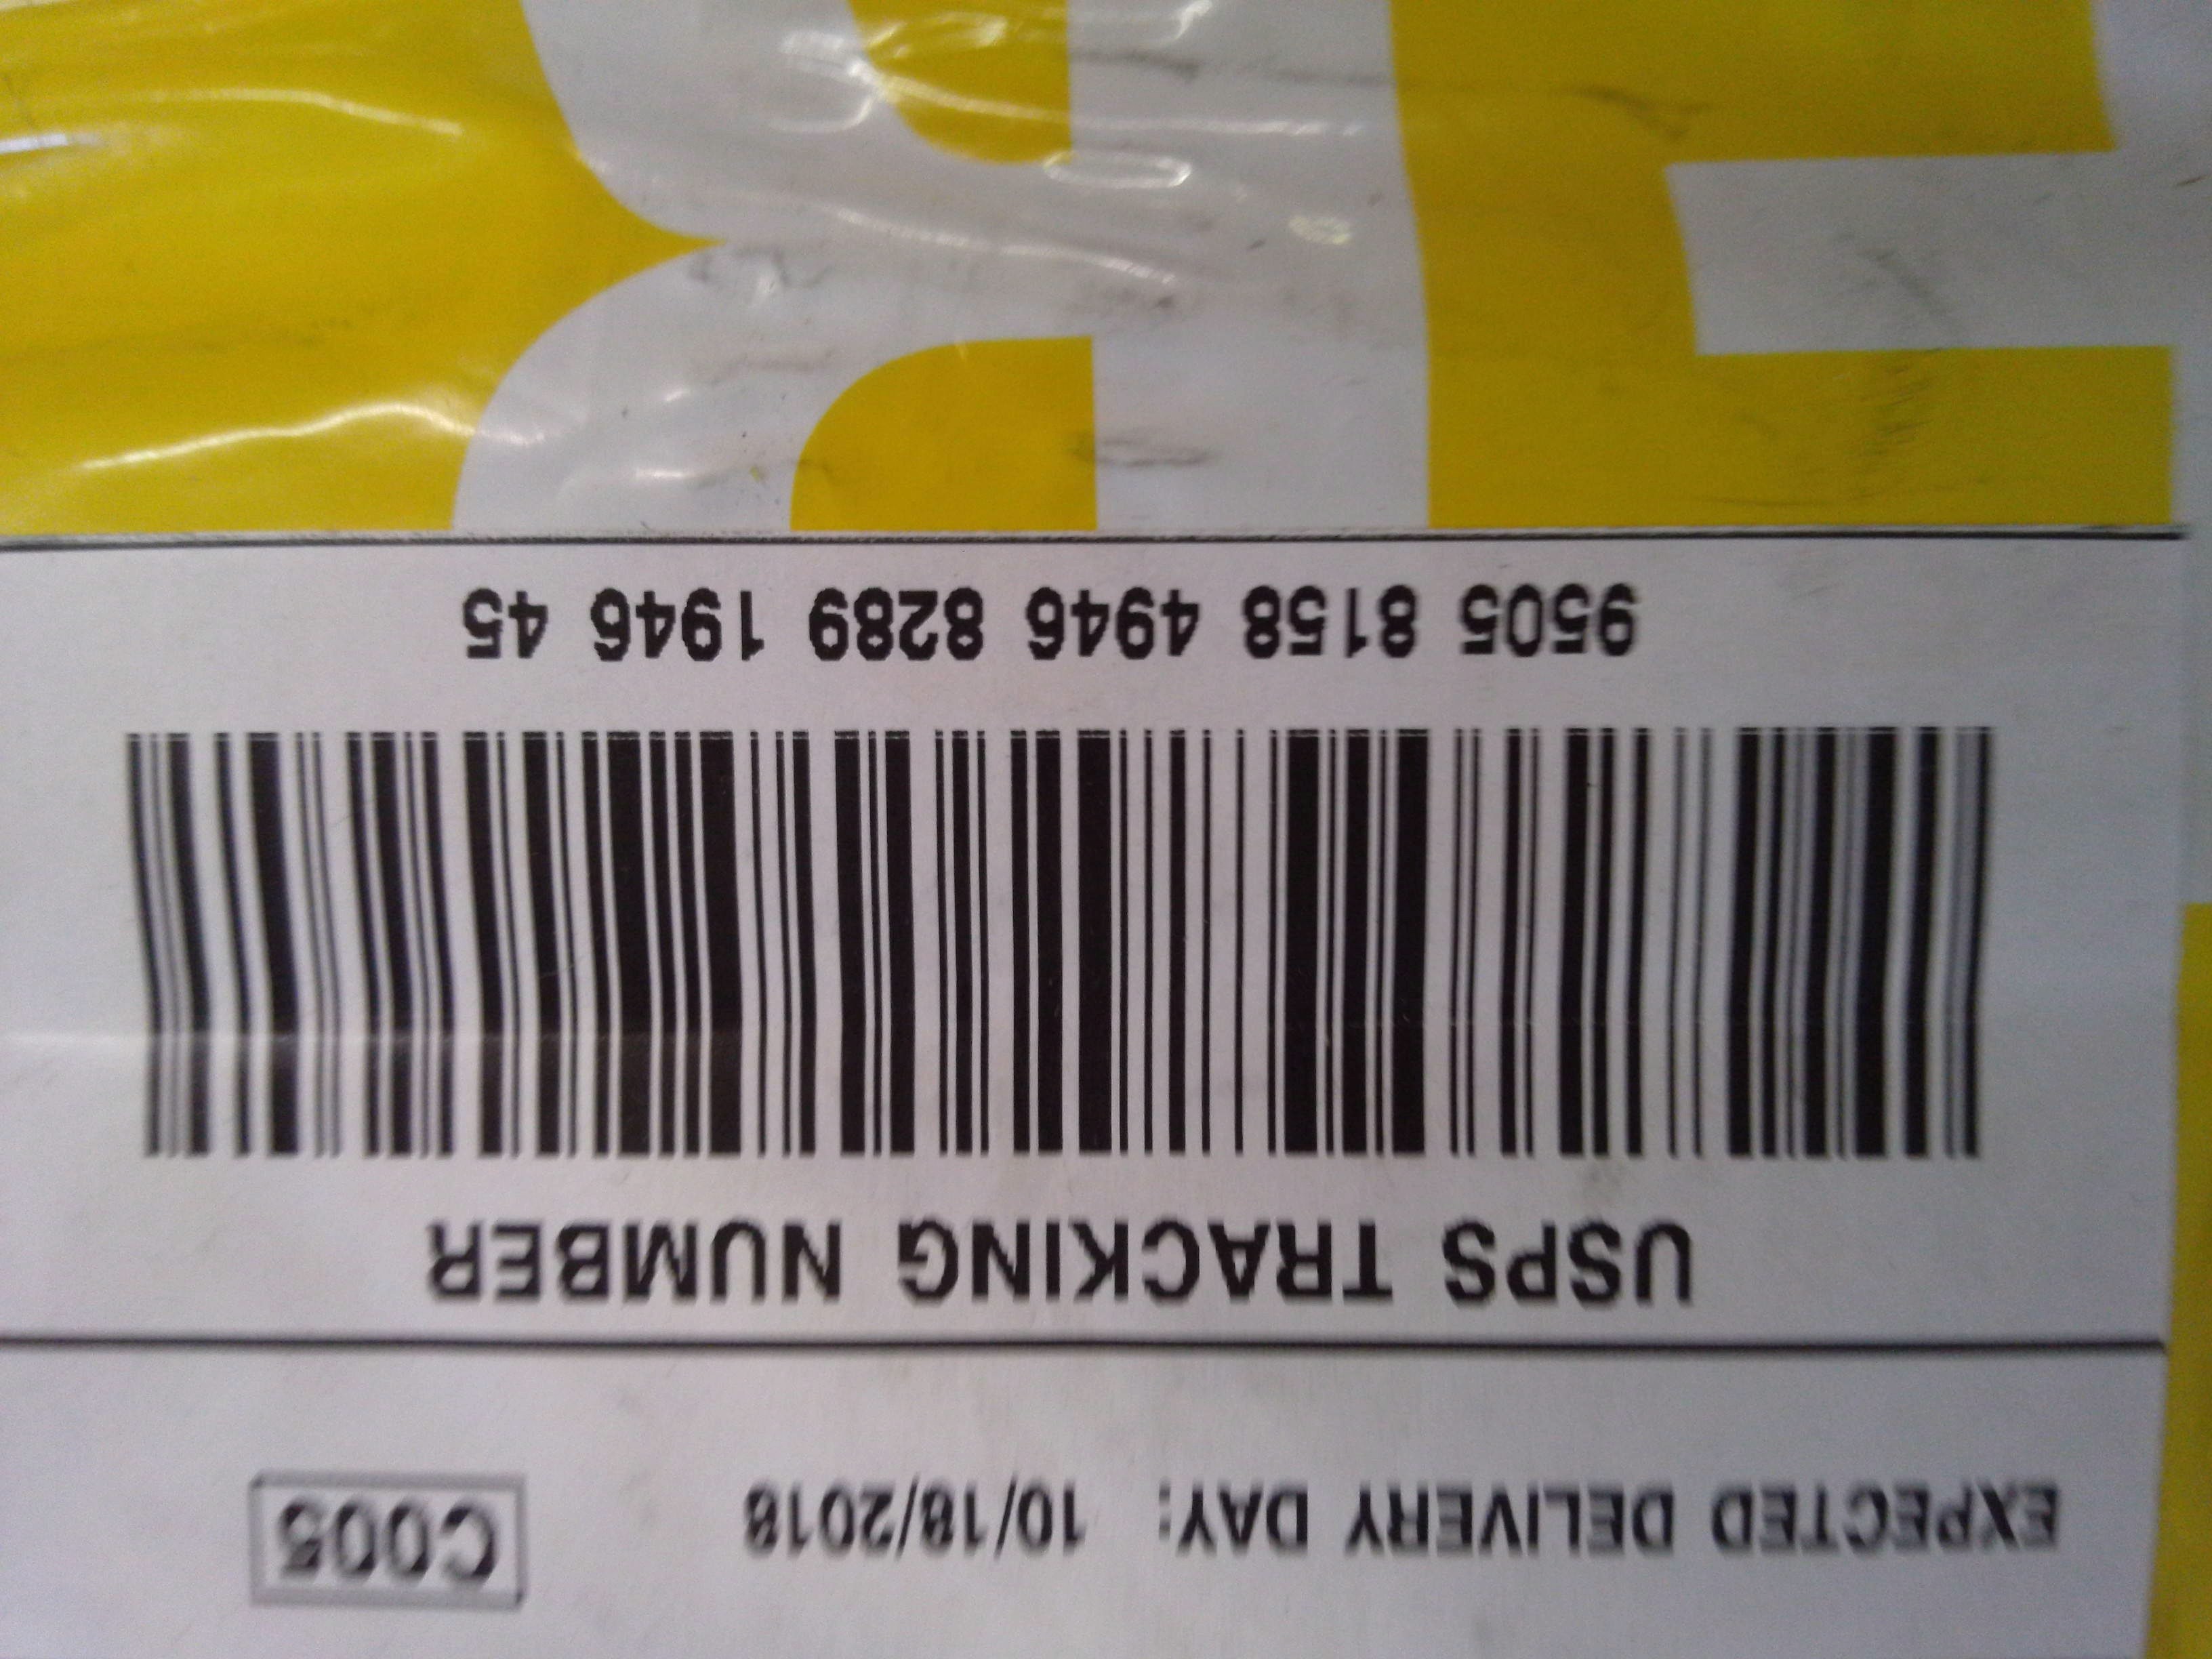 EXPECTED DELIVERY DAY: 10/18/2018
C005
USPS TRACKING NUMBER
9505 8158 4946 8289 1946 45